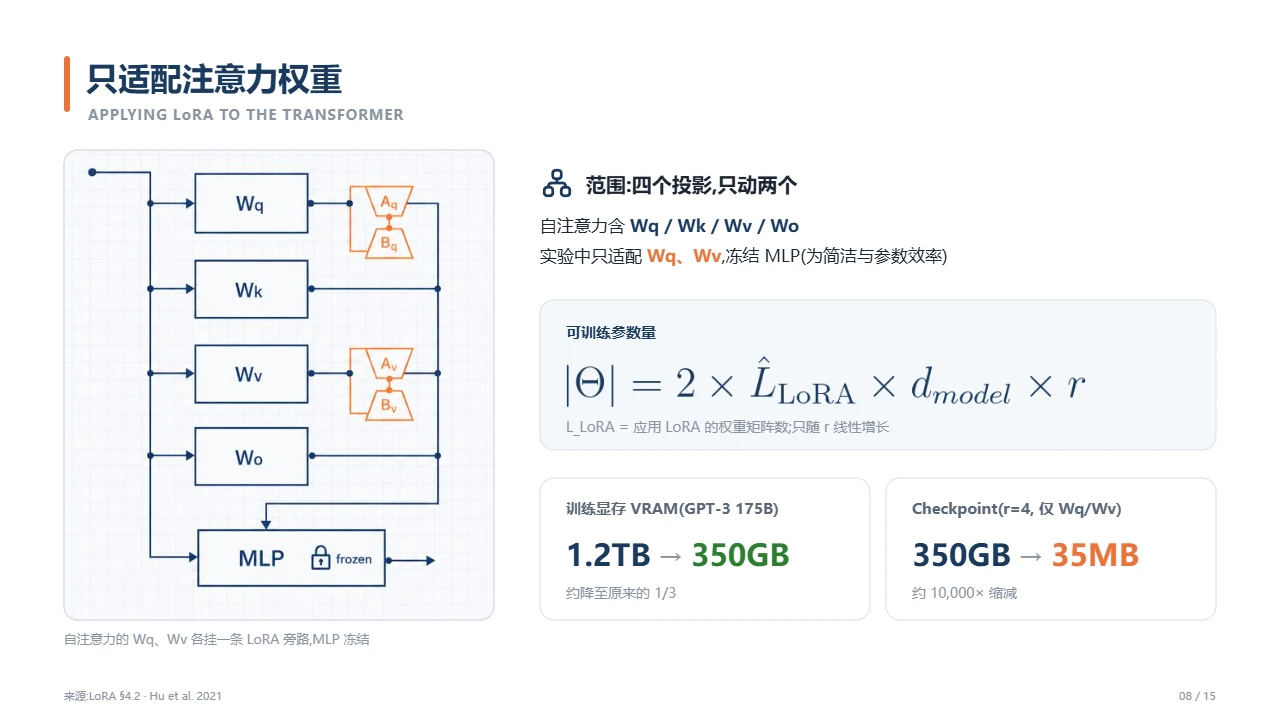 只适配注意力权重
APPLYING LoRA TO THE TRANSFORMER
Wq
Aq
Bq
Wk
Wv
Av
Bv
Wo
MLP frozen
自注意力的 Wq、Wv 各挂一条 LoRA 旁路,MLP 冻结
范围:四个投影,只动两个
自注意力含 Wq / Wk / Wv / Wo
实验中只适配 Wq、Wv,冻结 MLP(为简洁与参数效率)
可训练参数量
|Θ| = 2 × L̂_LoRA × d_model × r
L_LoRA = 应用 LoRA 的权重矩阵数;只随 r 线性增长
训练显存 VRAM(GPT-3 175B)
1.2TB → 350GB
约降至原来的 1/3
Checkpoint(r=4, 仅 Wq/Wv)
350GB → 35MB
约 10,000× 缩减
来源:LoRA §4.2 · Hu et al. 2021
08 / 15